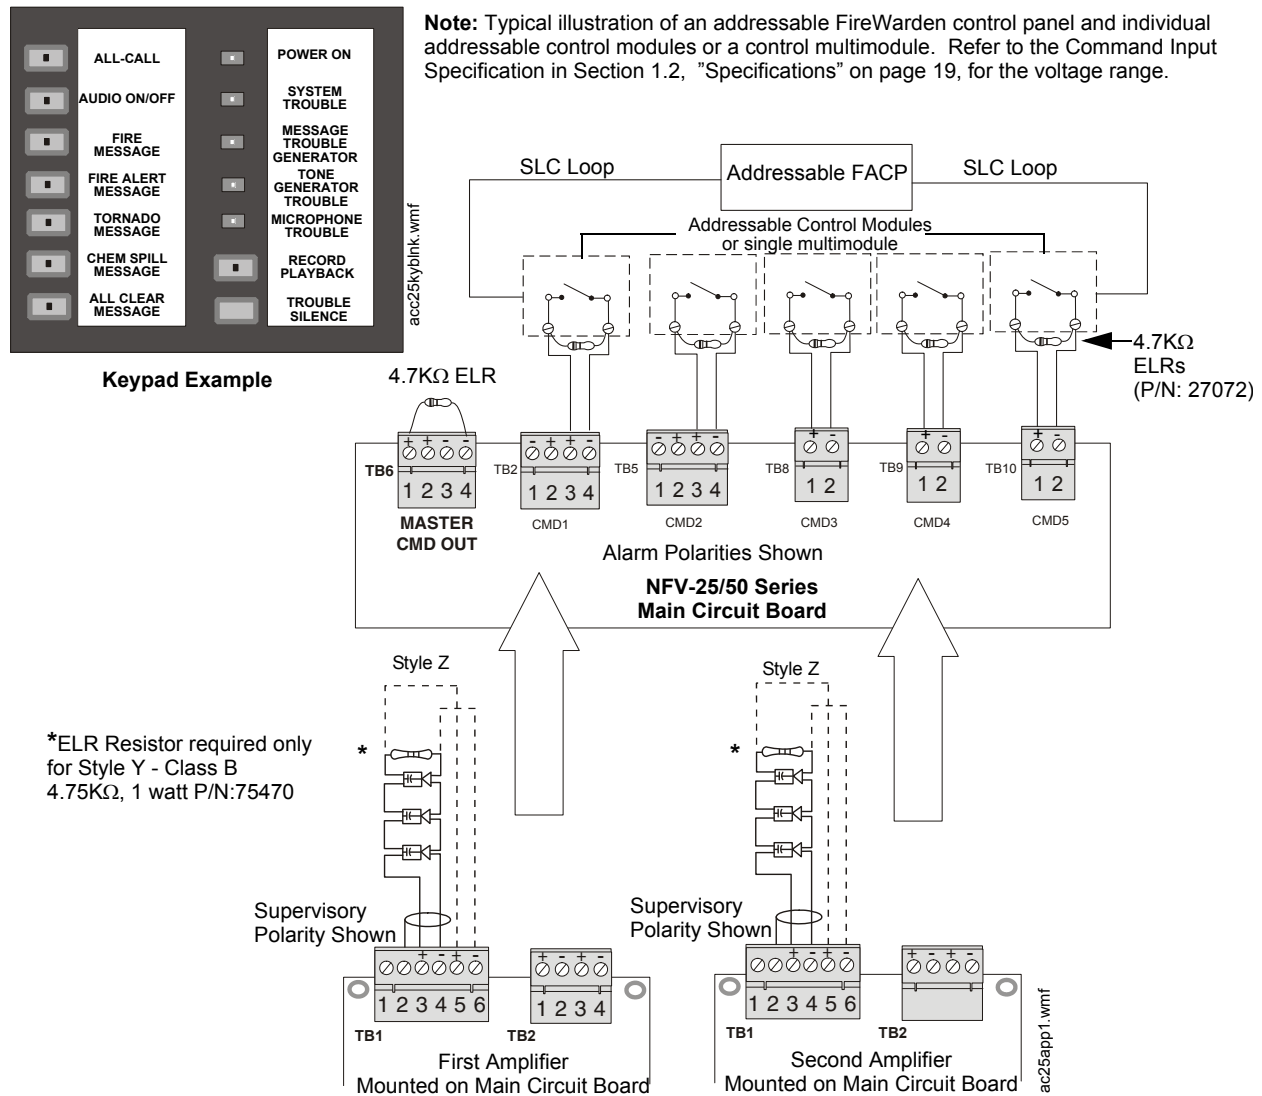 Note: Typical illustration of an addressable FireWarden control panel and individual
addressable control modules or a control multimodule. Refer to the Command Input
Specification in Section 1.2, ”Specifications” on page 19, for the voltage range.
ALL-CALL
AUDIO ON/OFF
FIRE
MESSAGE
FIRE ALERT
MESSAGE
TORNADO
MESSAGE
CHEM SPILL
MESSAGE
ALL CLEAR
MESSAGE
POWER ON
SYSTEM
TROUBLE
MESSAGE
TROUBLE
GENERATOR
TONE
GENERATOR
TROUBLE
MICROPHONE
TROUBLE
RECORD
PLAYBACK
TROUBLE
SILENCE
acc25kyblnk.wmf
Keypad Example
SLC Loop
Addressable FACP
SLC Loop
Addressable Control Modules
or single multimodule
4.7KΩ
ELRs
(P/N: 27072)
4.7KΩ ELR
+ + - -
TB6
1 2 3 4
MASTER
CMD OUT
- + + -
TB2
1 2 3 4
CMD1
- + + -
TB5
1 2 3 4
CMD2
+ -
TB8
1 2
CMD3
+ -
TB9
1 2
CMD4
+ -
TB10
1 2
CMD5
Alarm Polarities Shown
NFV-25/50 Series
Main Circuit Board
*ELR Resistor required only
for Style Y - Class B
4.75KΩ, 1 watt P/N:75470
Style Z
*
Supervisory
Polarity Shown
+ - + -
1 2 3 4 5 6
TB1
+ - + -
1 2 3 4
TB2
First Amplifier
Mounted on Main Circuit Board
Style Z
*
Supervisory
Polarity Shown
+ - + -
1 2 3 4 5 6
TB1
+ - + -
TB2
Second Amplifier
Mounted on Main Circuit Board
ac25app1.wmf